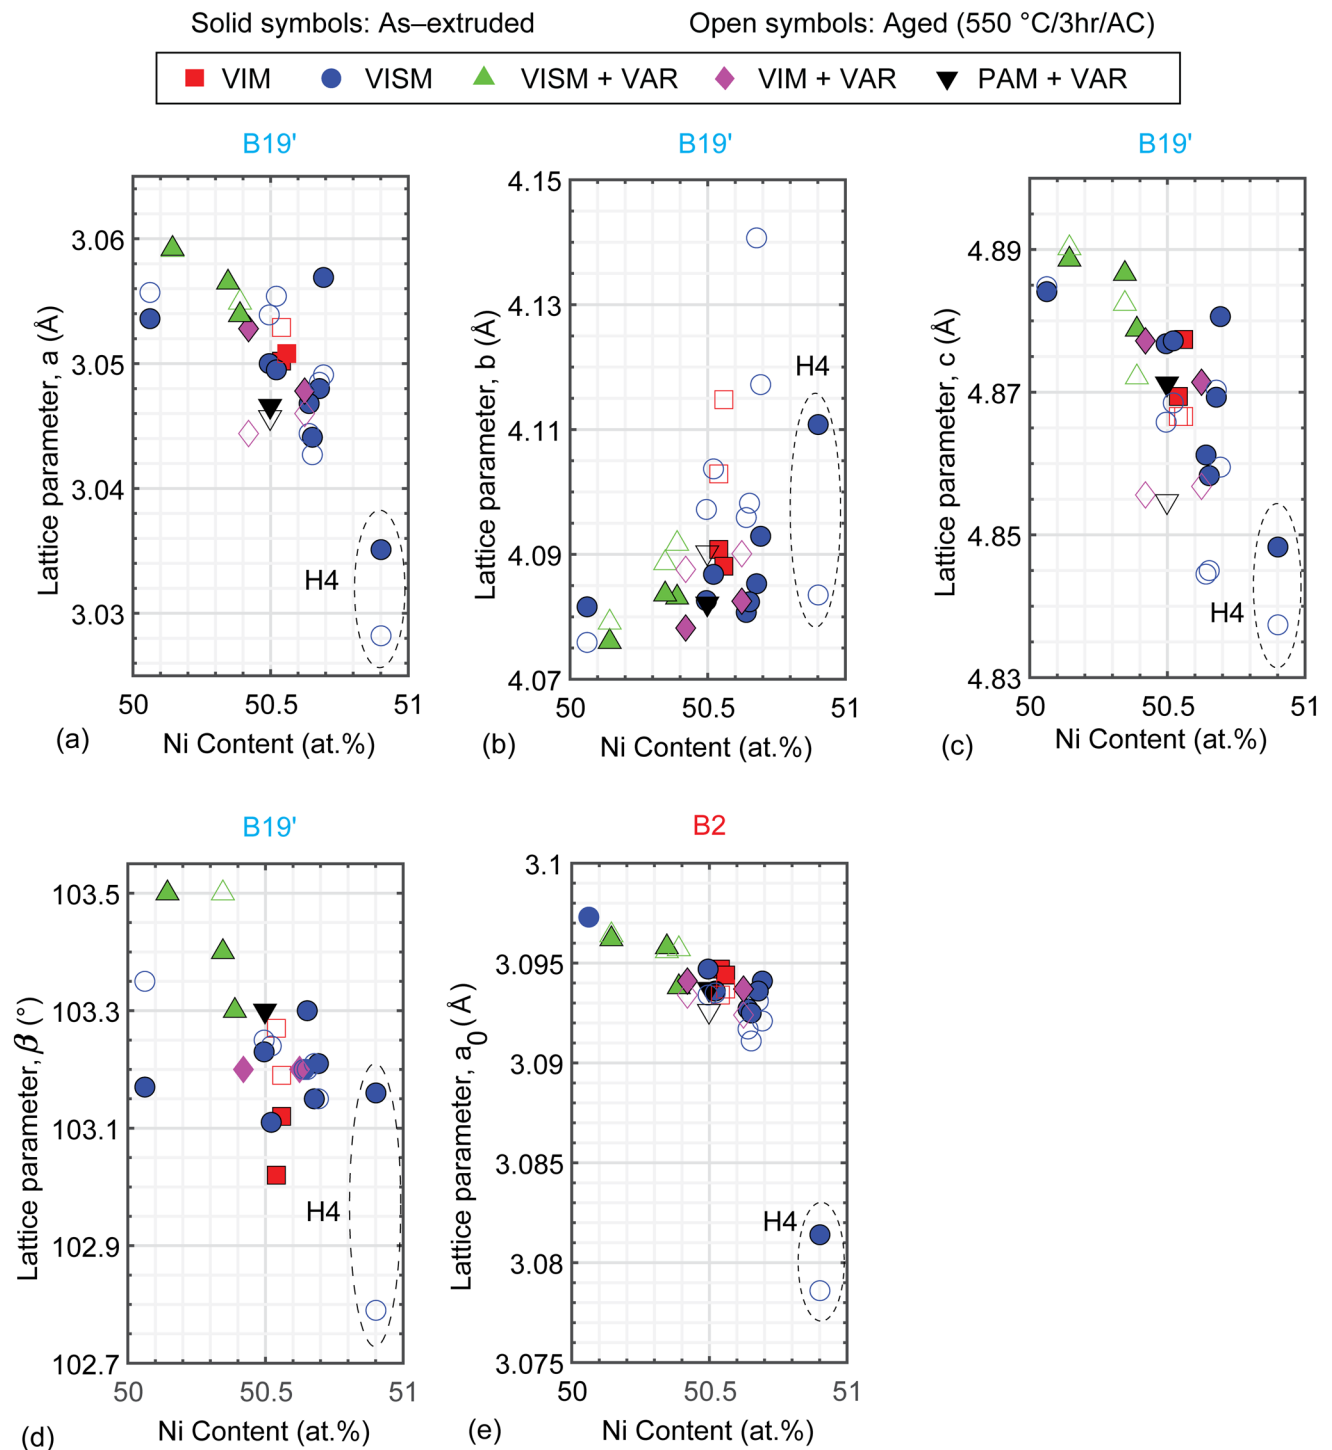 Solid symbols: As–extruded
Open symbols: Aged (550 °C/3hr/AC)
VIM
VISM
VISM + VAR
VIM + VAR
PAM + VAR
B19'
3.06
3.05
3.04
3.03
Lattice parameter, a (Å)
H4
50
50.5
51
(a)
Ni Content (at.%)
B19'
4.15
4.13
4.11
4.09
4.07
Lattice parameter, b (Å)
H4
50
50.5
51
(b)
Ni Content (at.%)
B19'
4.89
4.87
4.85
4.83
Lattice parameter, c (Å)
H4
50
50.5
51
(c)
Ni Content (at.%)
B19'
103.5
103.3
103.1
102.9
102.7
Lattice parameter, β (°)
H4
50
50.5
51
(d)
Ni Content (at.%)
B2
3.1
3.095
3.09
3.085
3.08
3.075
Lattice parameter, a0 (Å)
H4
50
50.5
51
(e)
Ni Content (at.%)